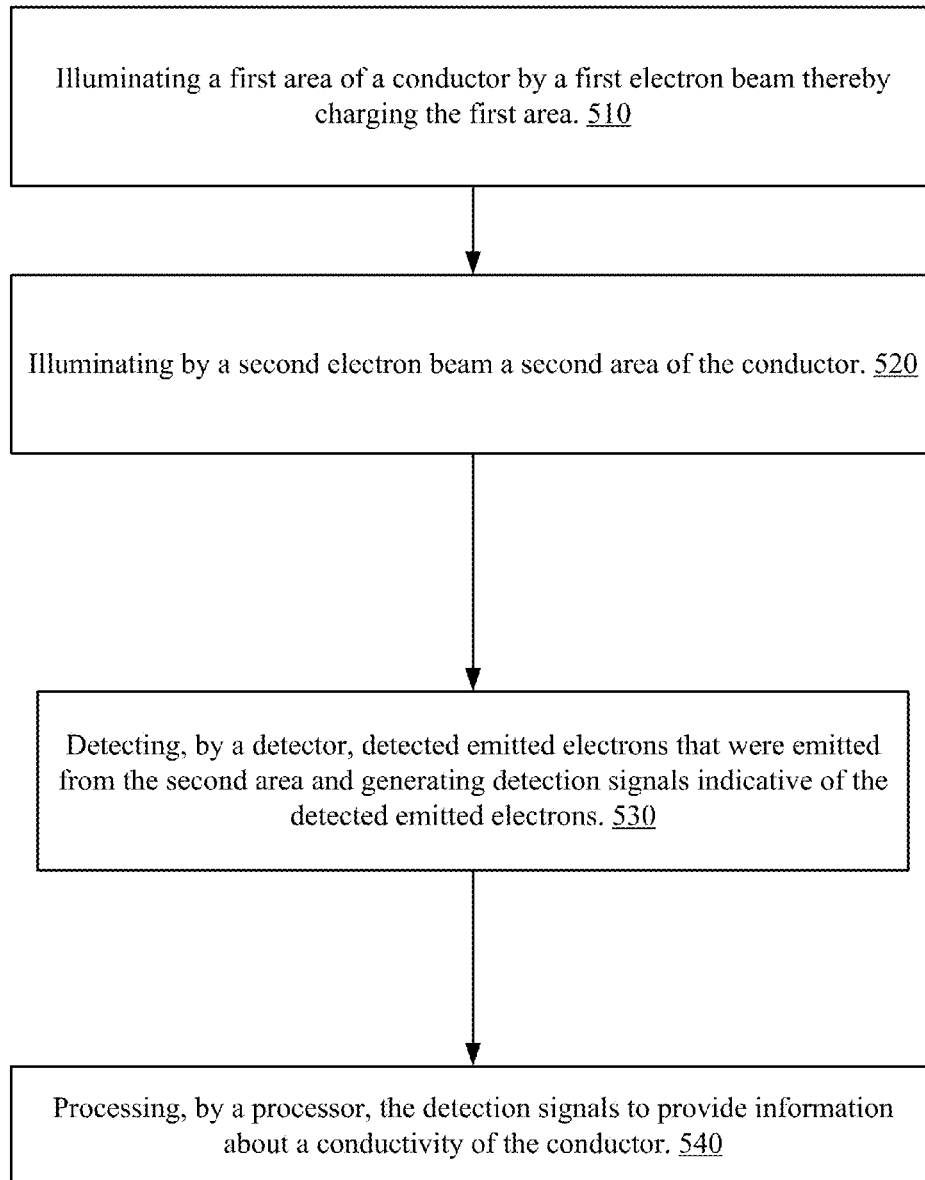 Illuminating a first area of a conductor by a first electron beam thereby
charging the first area. 510
Illuminating by a second electron beam a second area of the conductor. 520
Detecting, by a detector, detected emitted electrons that were emitted
from the second area and generating detection signals indicative of the
detected emitted electrons. 530
Processing, by a processor, the detection signals to provide information
about a conductivity of the conductor. 540